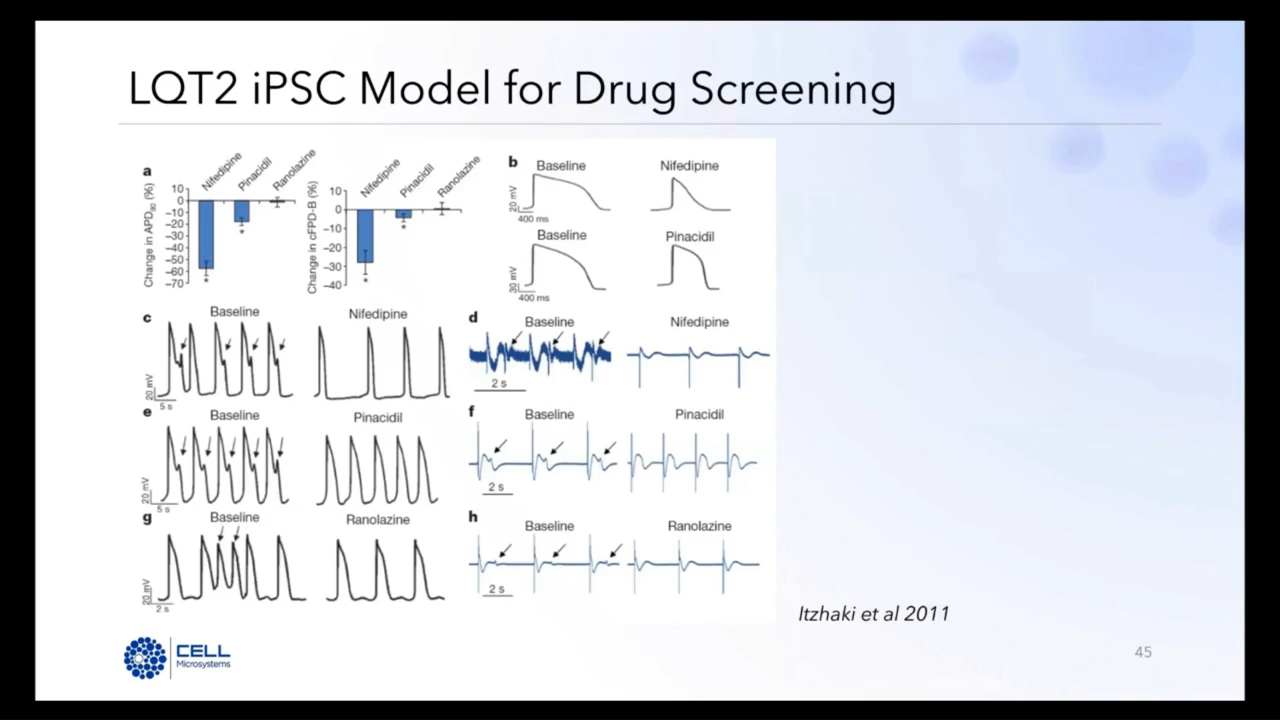 LQT2 iPSC Model for Drug Screening
a
Nifedipine
Pinacidil
Ranolazine
Change in APD90 (%)
10
0
–10
–20
–30
–40
–50
–60
–70
*
*
Nifedipine
Pinacidil
Ranolazine
Change in cFPD-B (%)
10
0
–10
–20
–30
–40
*
*
b
Baseline
Nifedipine
20 mV
400 ms
Baseline
Pinacidil
30 mV
400 ms
c
Baseline
Nifedipine
20 mV
5 s
d
Baseline
Nifedipine
2 s
e
Baseline
Pinacidil
20 mV
5 s
f
Baseline
Pinacidil
2 s
g
Baseline
Ranolazine
20 mV
2 s
h
Baseline
Ranolazine
2 s
Itzhaki et al 2011
CELL
Microsystems
45